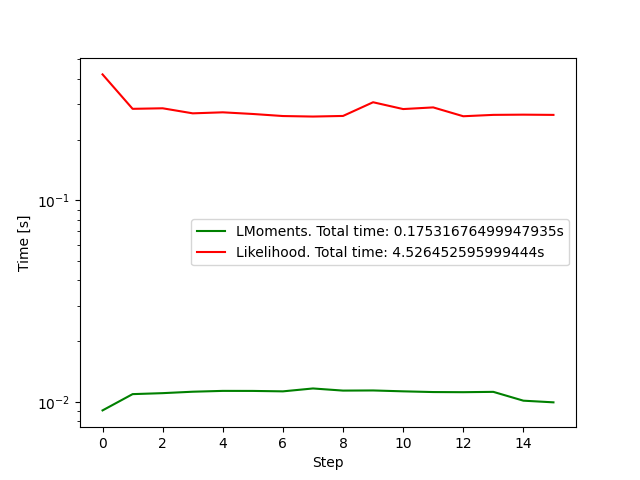 10⁻¹
10⁻²
Time [s]
LMoments. Total time: 0.17531676499947935s
Likelihood. Total time: 4.526452595999444s
0 2 4 6 8 10 12 14
Step